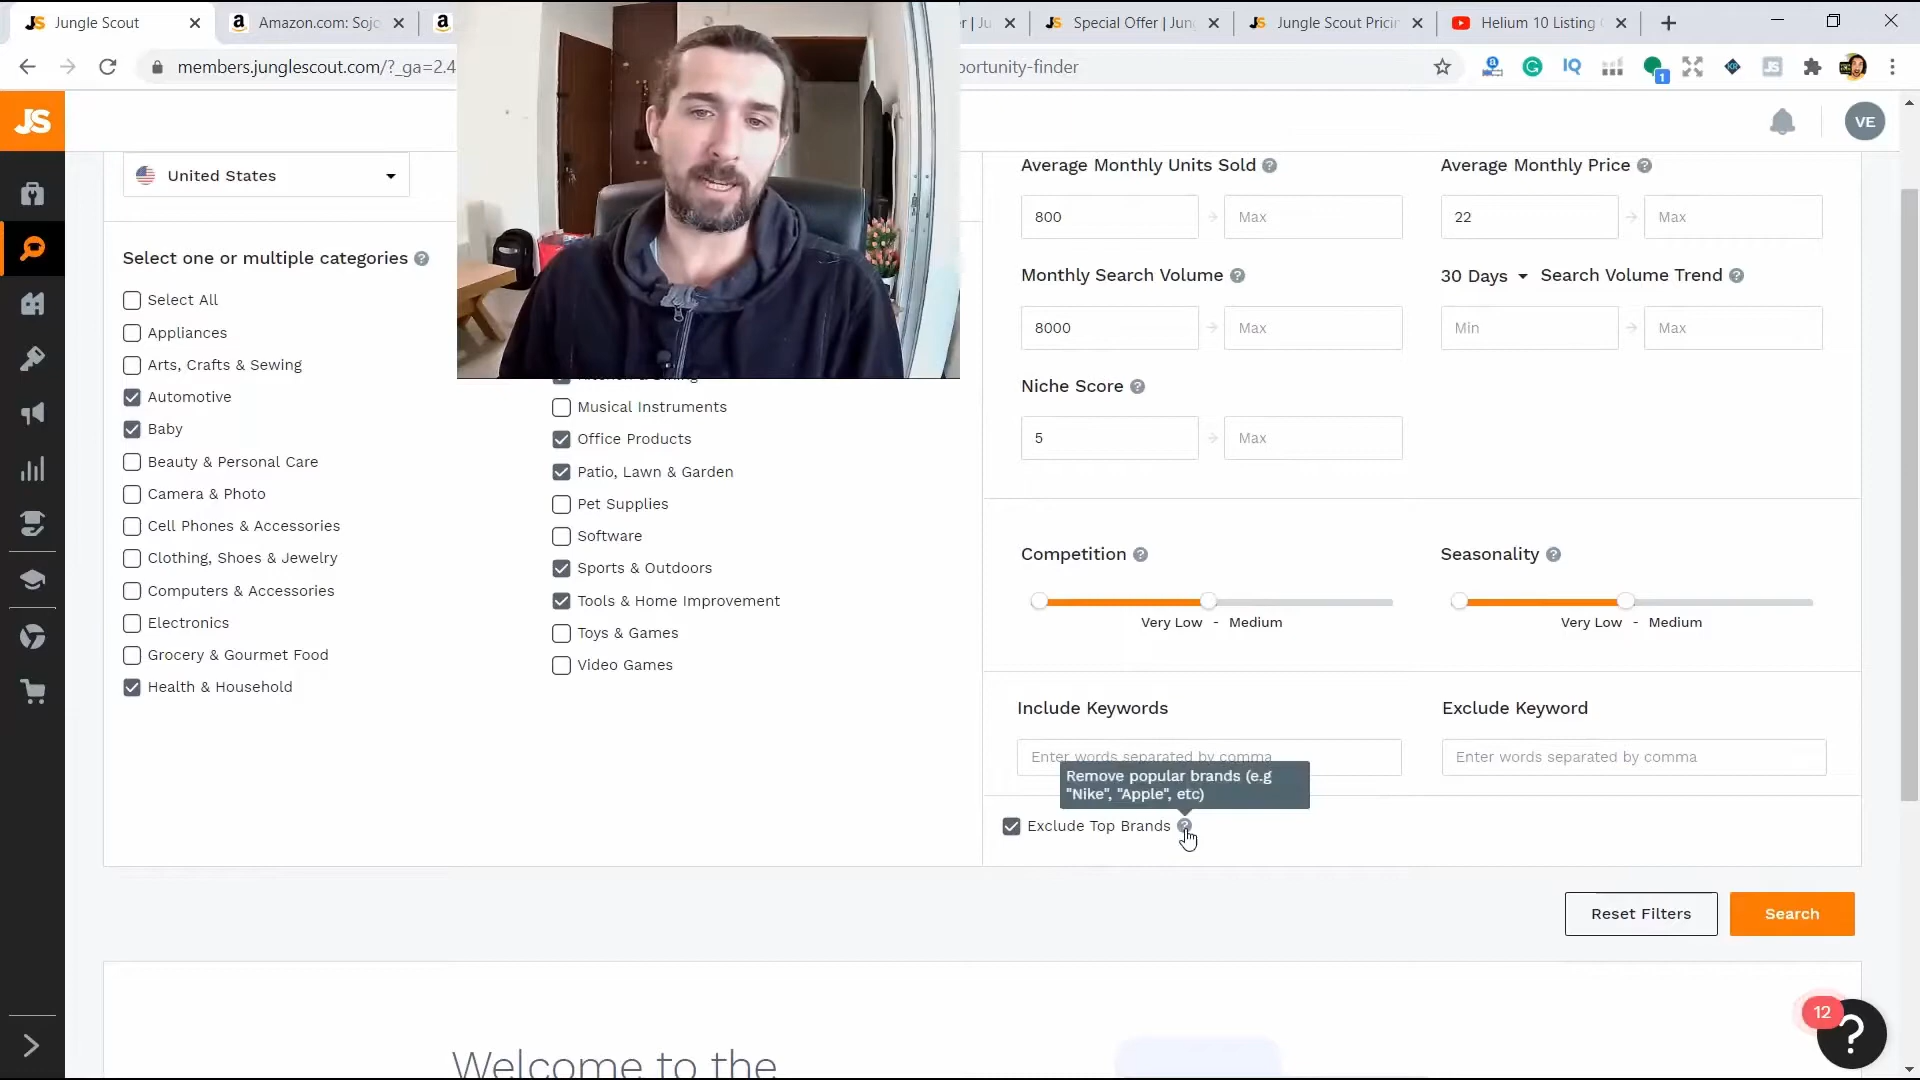 Jungle Scout
Amazon.com: Sojo
r | Ju
Special Offer | Jun
Jungle Scout Pricin
Helium 10 Listing
members.junglescout.com/?_ga=2.4
portunity-finder
IQ
1
JS
JS
VE
United States
Average Monthly Units Sold
Average Monthly Price
800
Max
22
Max
Select one or multiple categories
Monthly Search Volume
30 Days
Search Volume Trend
8000
Max
Min
Max
Niche Score
5
Max
Select All
Appliances
Arts, Crafts & Sewing
Automotive
Baby
Beauty & Personal Care
Camera & Photo
Cell Phones & Accessories
Clothing, Shoes & Jewelry
Computers & Accessories
Electronics
Grocery & Gourmet Food
Health & Household
Musical Instruments
Office Products
Patio, Lawn & Garden
Pet Supplies
Software
Sports & Outdoors
Tools & Home Improvement
Toys & Games
Video Games
Competition
Seasonality
Very Low - Medium
Very Low - Medium
Include Keywords
Exclude Keyword
Enter words separated by comma
Enter words separated by comma
Remove popular brands (e.g
"Nike", "Apple", etc)
Exclude Top Brands
Reset Filters
Search
12
Welcome to the